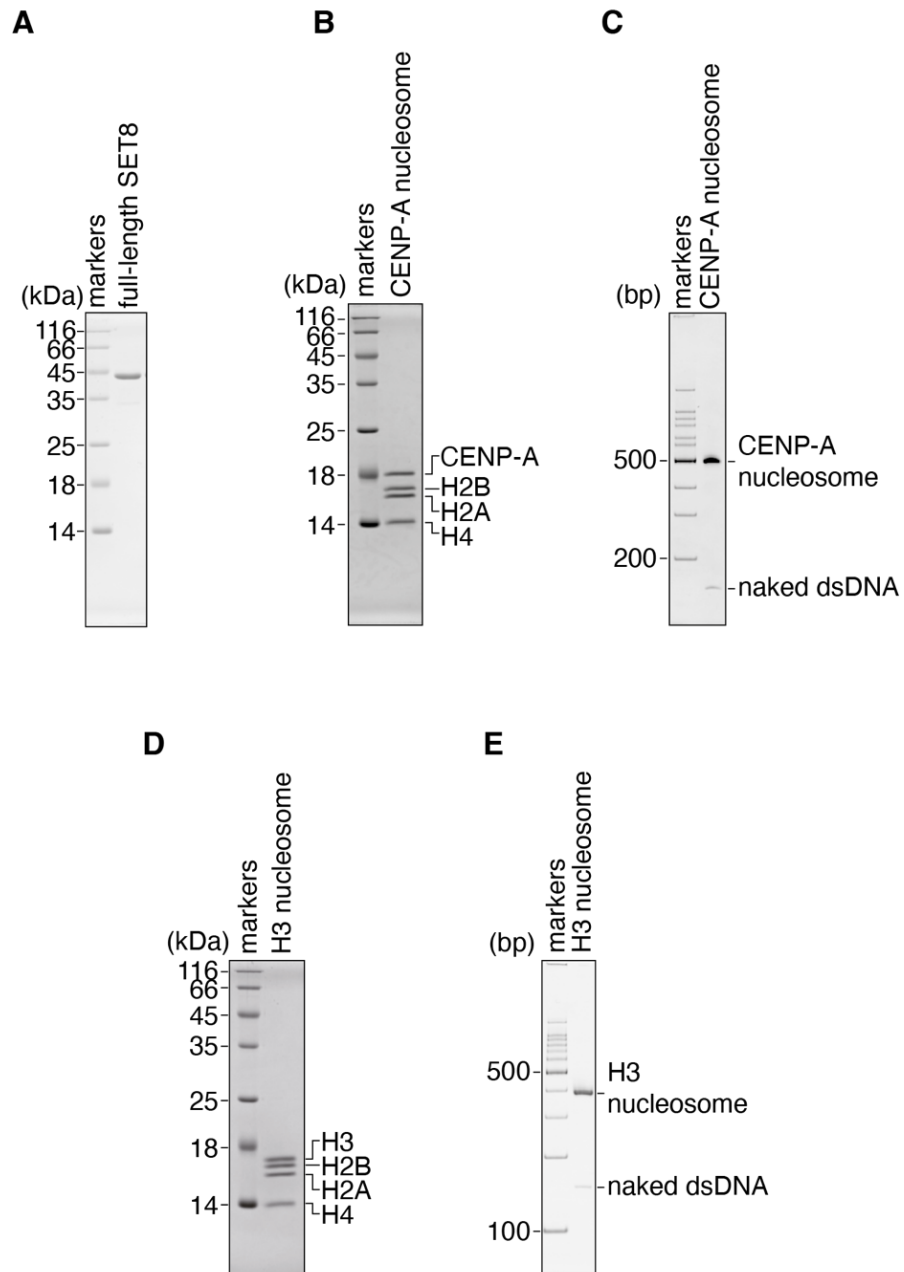 A
markers
full-length SET8
(kDa)
116
66
45
35
25
18
14
B
markers
CENP-A nucleosome
(kDa)
116
66
45
35
25
18
14
CENP-A
H2B
H2A
H4
C
markers
CENP-A nucleosome
(bp)
500
200
CENP-A
nucleosome
naked dsDNA
D
markers
H3 nucleosome
(kDa)
116
66
45
35
25
18
14
H3
H2B
H2A
H4
E
markers
H3 nucleosome
(bp)
500
100
H3
nucleosome
naked dsDNA